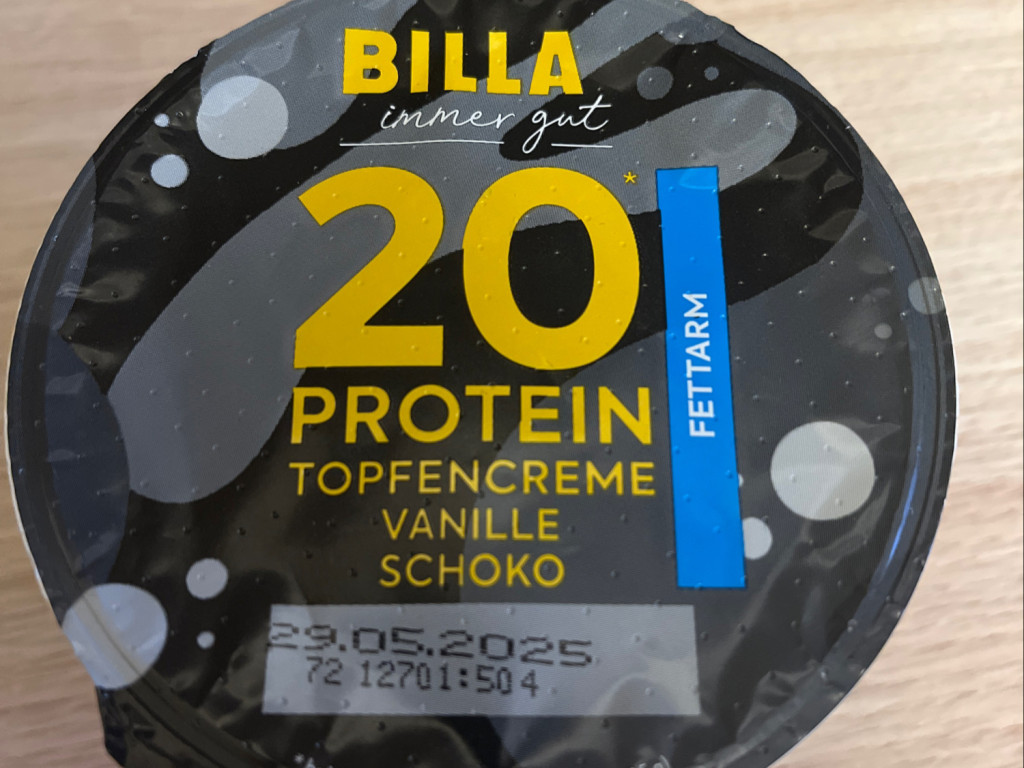 BILLA
immer gut
20*
PROTEIN
TOPFENCREME
VANILLE
SCHOKO
FETTARM
29.05.2025
72 12701:504